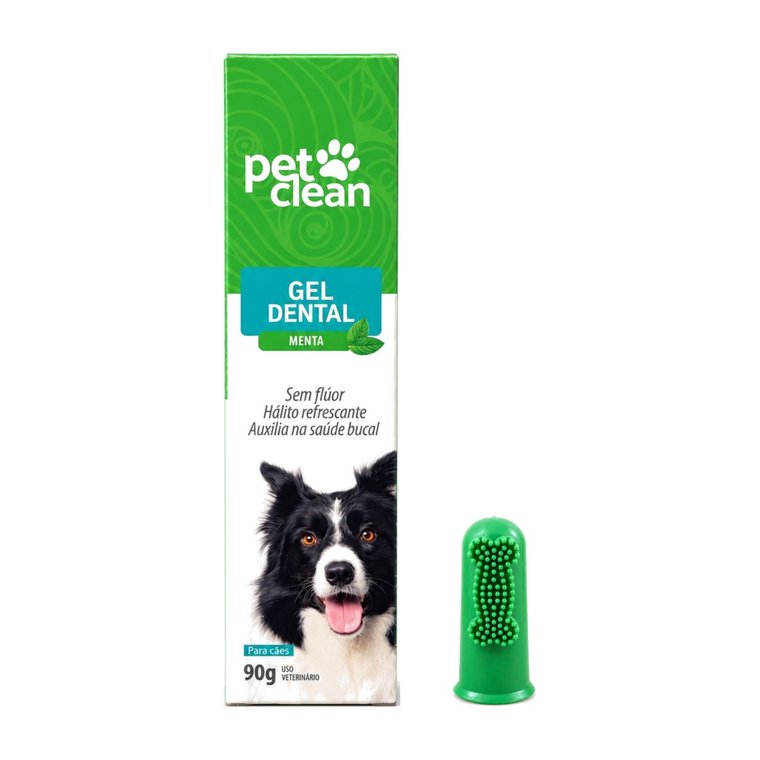 pet
clean
GEL
DENTAL
MENTA
Sem flúor
Hálito refrescante
Auxilia na saúde bucal
Para cães
90g USO
VETERINÁRIO